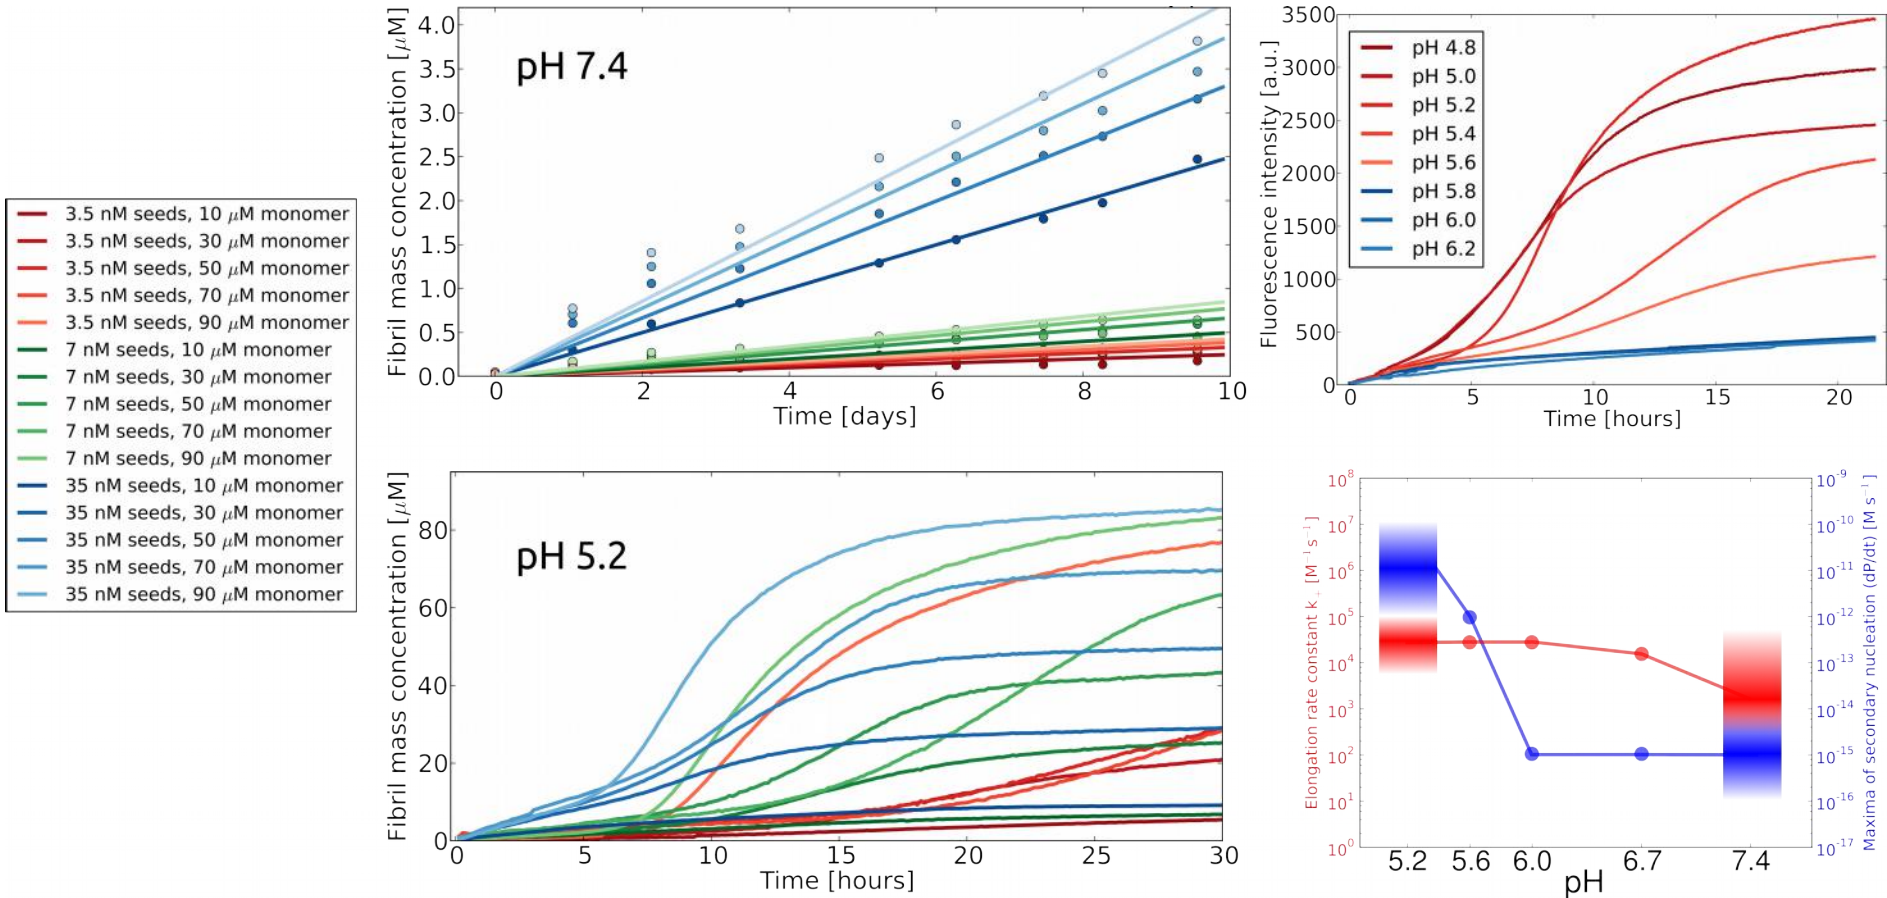 3.5 nM seeds, 10 μM monomer
3.5 nM seeds, 30 μM monomer
3.5 nM seeds, 50 μM monomer
3.5 nM seeds, 70 μM monomer
3.5 nM seeds, 90 μM monomer
7 nM seeds, 10 μM monomer
7 nM seeds, 30 μM monomer
7 nM seeds, 50 μM monomer
7 nM seeds, 70 μM monomer
7 nM seeds, 90 μM monomer
35 nM seeds, 10 μM monomer
35 nM seeds, 30 μM monomer
35 nM seeds, 50 μM monomer
35 nM seeds, 70 μM monomer
35 nM seeds, 90 μM monomer
pH 7.4
Fibril mass concentration [μM]
4.0
3.5
3.0
2.5
2.0
1.5
1.0
0.5
0.0
0 2 4 6 8 10
Time [days]
Fluorescence intensity [a.u.]
3500
3000
2500
2000
1500
1000
500
0
pH 4.8
pH 5.0
pH 5.2
pH 5.4
pH 5.6
pH 5.8
pH 6.0
pH 6.2
0 5 10 15 20
Time [hours]
pH 5.2
Fibril mass concentration [μM]
80
60
40
20
0
0 5 10 15 20 25 30
Time [hours]
Elongation rate constant k₊ [M⁻¹s⁻¹]
10⁸
10⁷
10⁶
10⁵
10⁴
10³
10²
10¹
10⁰
10⁻⁹
10⁻¹⁰
10⁻¹¹
10⁻¹²
10⁻¹³
10⁻¹⁴
10⁻¹⁵
10⁻¹⁶
10⁻¹⁷
Maxima of secondary nucleation (dP/dt) [M s⁻¹]
5.2 5.6 6.0 6.7 7.4
pH